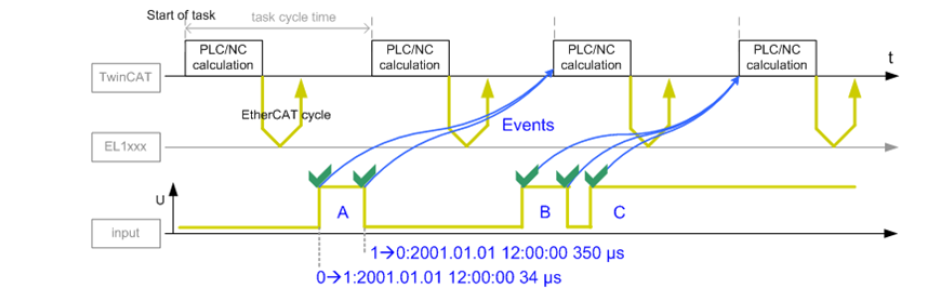 Start of task
task cycle time
PLC/NC
calculation
PLC/NC
calculation
PLC/NC
calculation
PLC/NC
calculation
t
TwinCAT
EtherCAT cycle
Events
EL1xxx
U
A
B
C
input
1→0:2001.01.01 12:00:00 350 µs
0→1:2001.01.01 12:00:00 34 µs